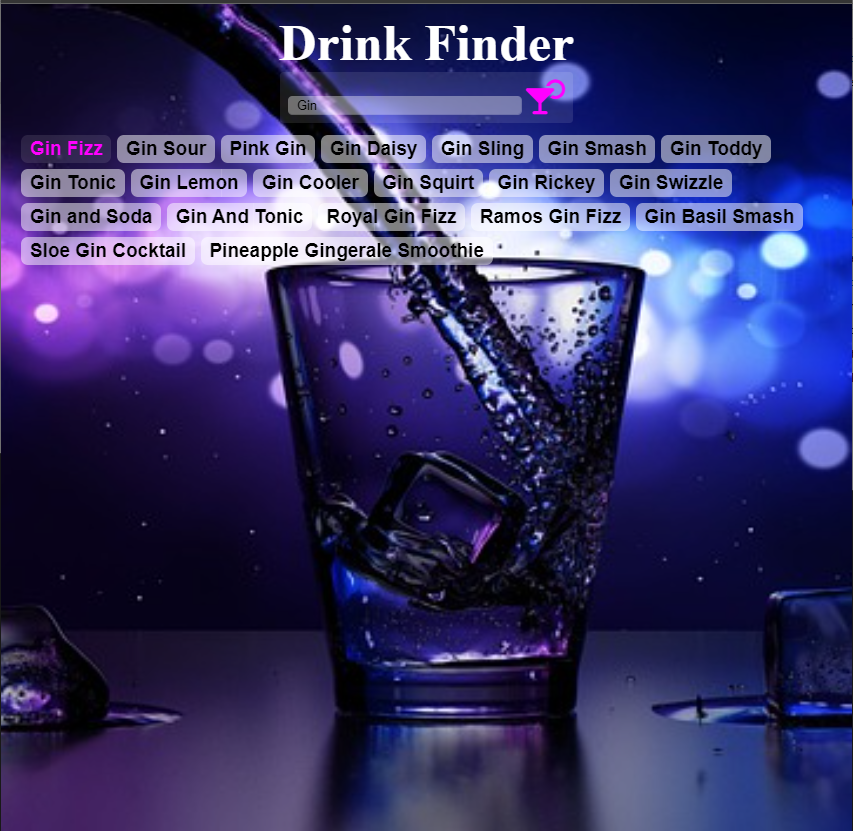 Drink Finder
Gin
Gin Fizz Gin Sour Pink Gin Gin Daisy Gin Sling Gin Smash Gin Toddy
Gin Tonic Gin Lemon Gin Cooler Gin Squirt Gin Rickey Gin Swizzle
Gin and Soda Gin And Tonic Royal Gin Fizz Ramos Gin Fizz Gin Basil Smash
Sloe Gin Cocktail Pineapple Gingerale Smoothie